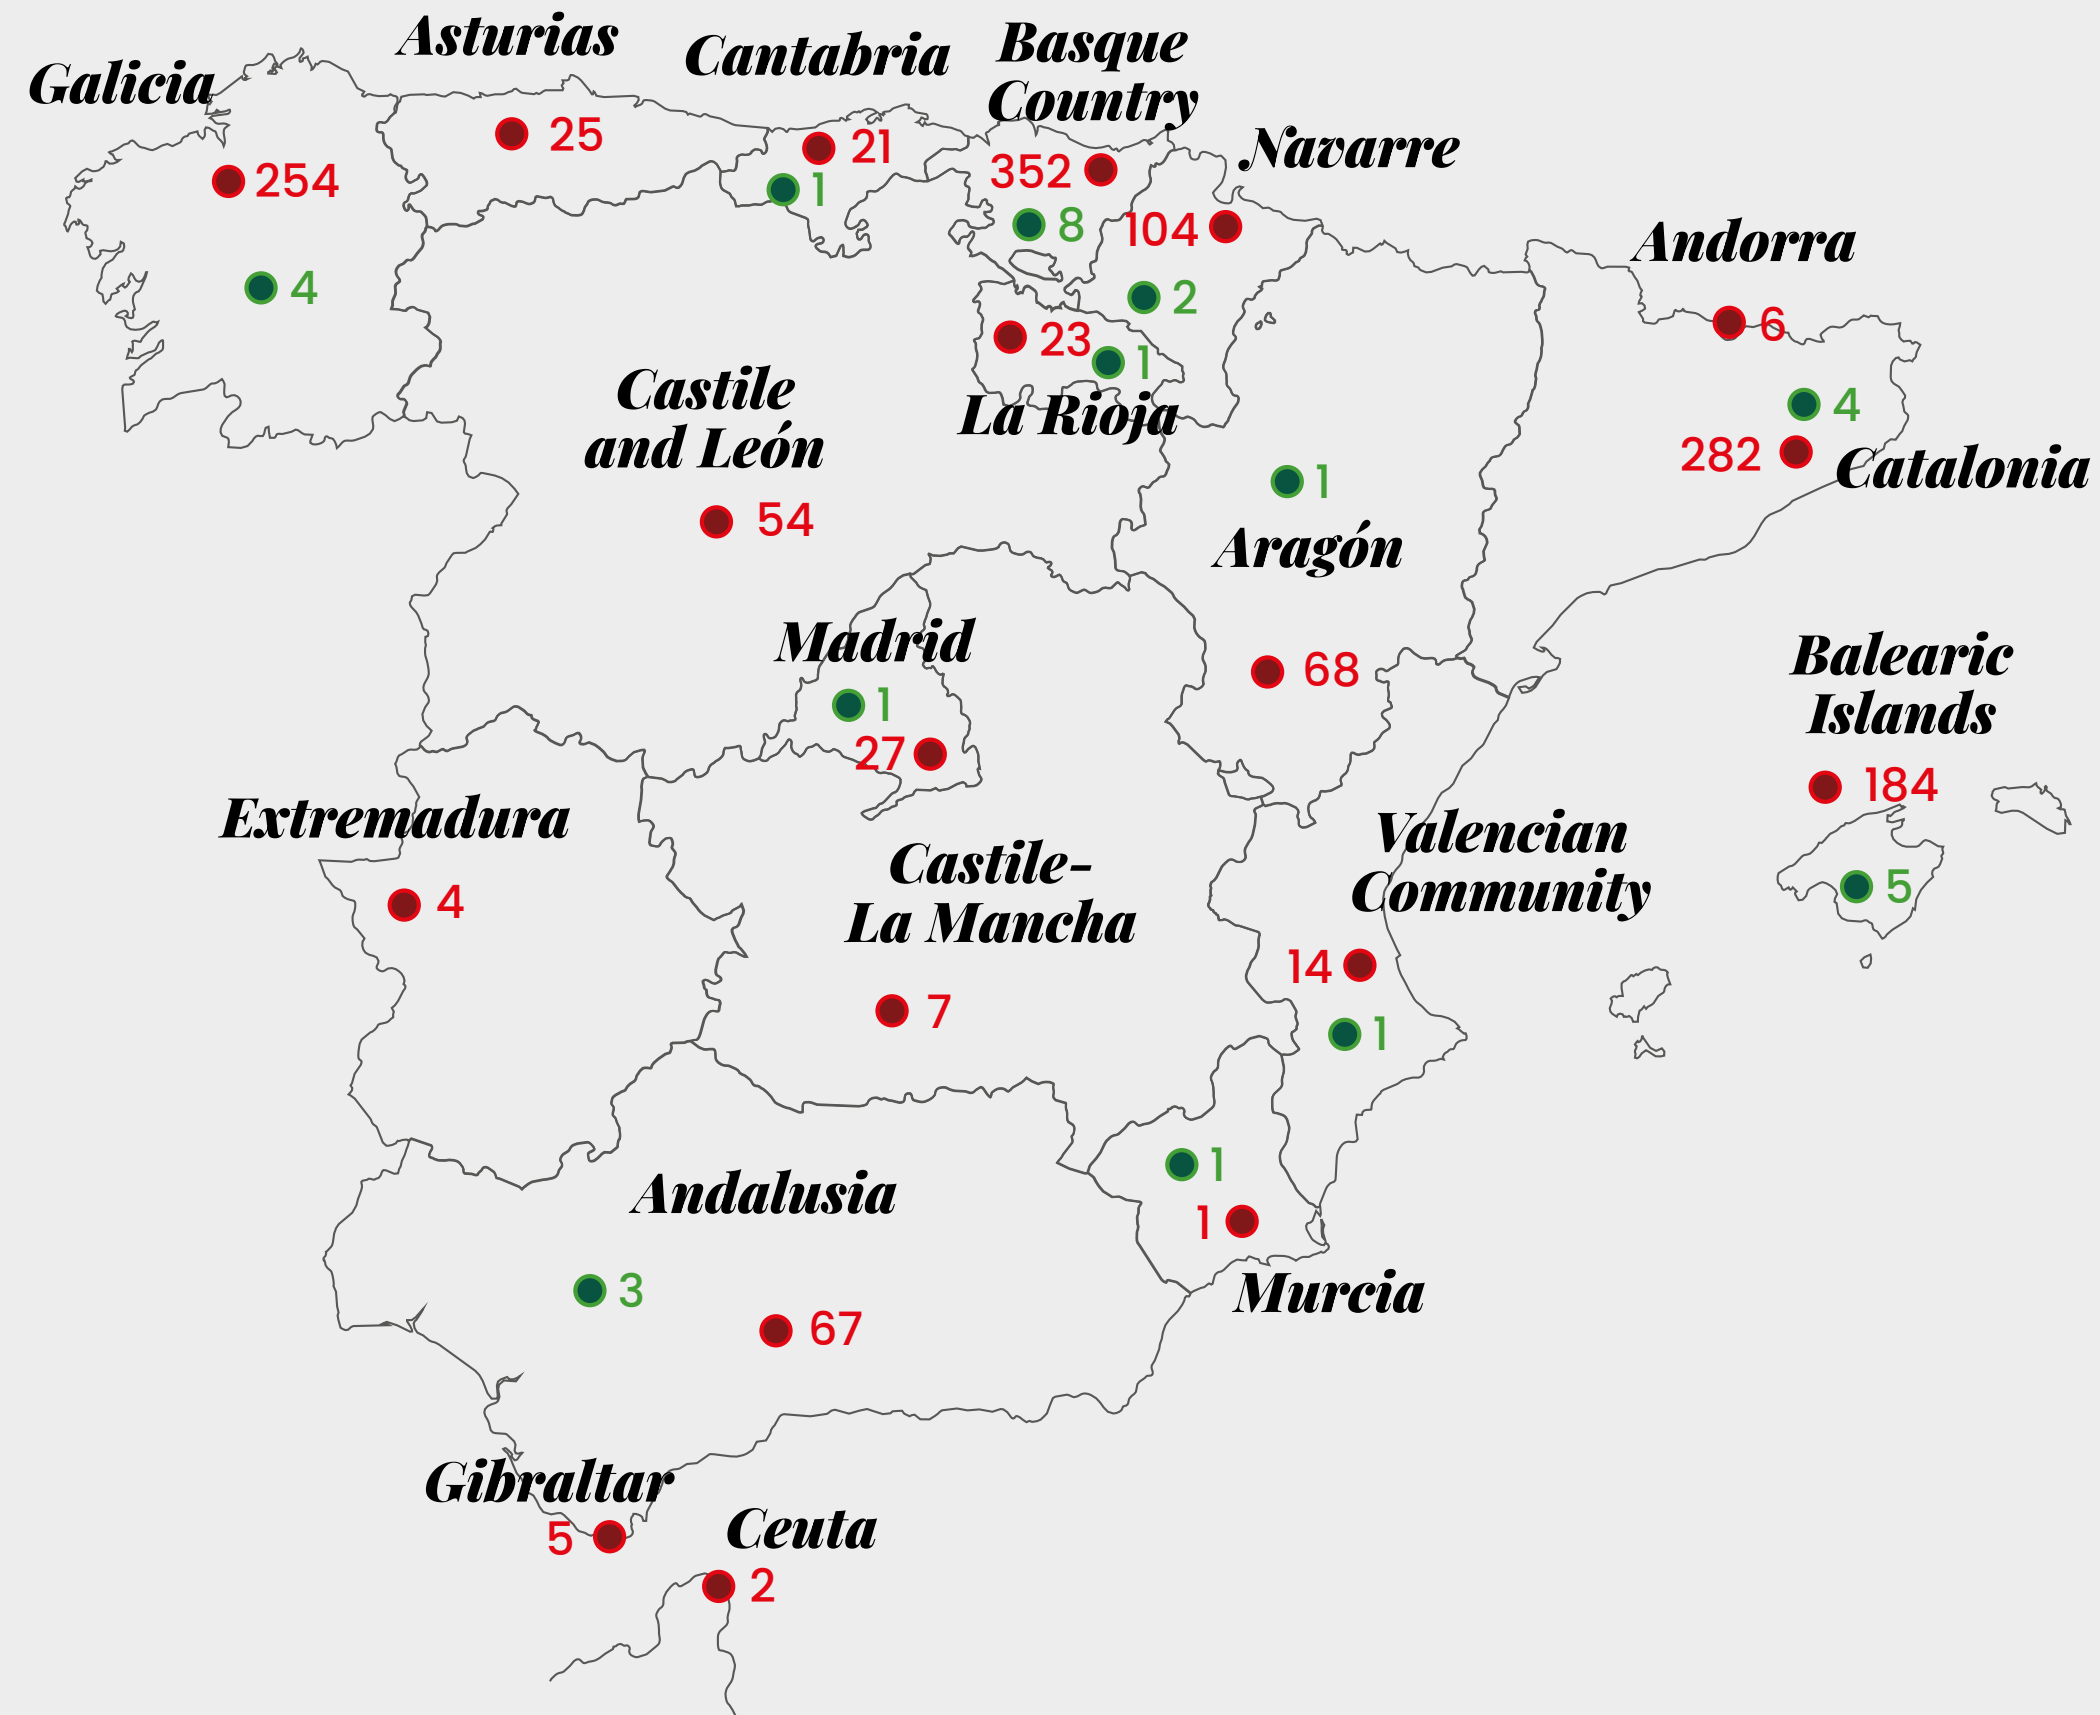 Galicia
254
4
Asturias
25
Cantabria
21
1
Basque
Country
352
8
Navarre
104
2
Andorra
6
La Rioja
23
1
Castile
and León
54
Aragón
1
68
Catalonia
4
282
Madrid
1
27
Balearic
Islands
184
5
Extremadura
4
Castile-
La Mancha
7
Valencian
Community
14
1
Murcia
1
1
Andalusia
3
67
Gibraltar
5
Ceuta
2